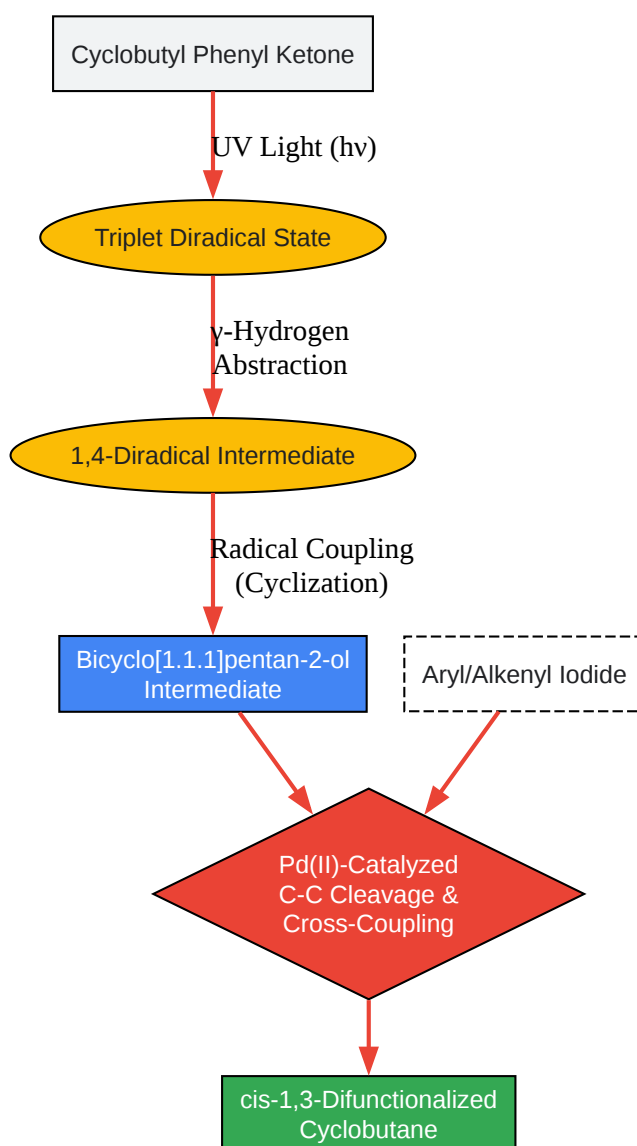 Cyclobutyl Phenyl Ketone
UV Light (hν)
Triplet Diradical State
γ-Hydrogen
Abstraction
1,4-Diradical Intermediate
Radical Coupling
(Cyclization)
Bicyclo[1.1.1]pentan-2-ol
Intermediate
Aryl/Alkenyl Iodide
Pd(II)-Catalyzed
C-C Cleavage &
Cross-Coupling
cis-1,3-Difunctionalized
Cyclobutane